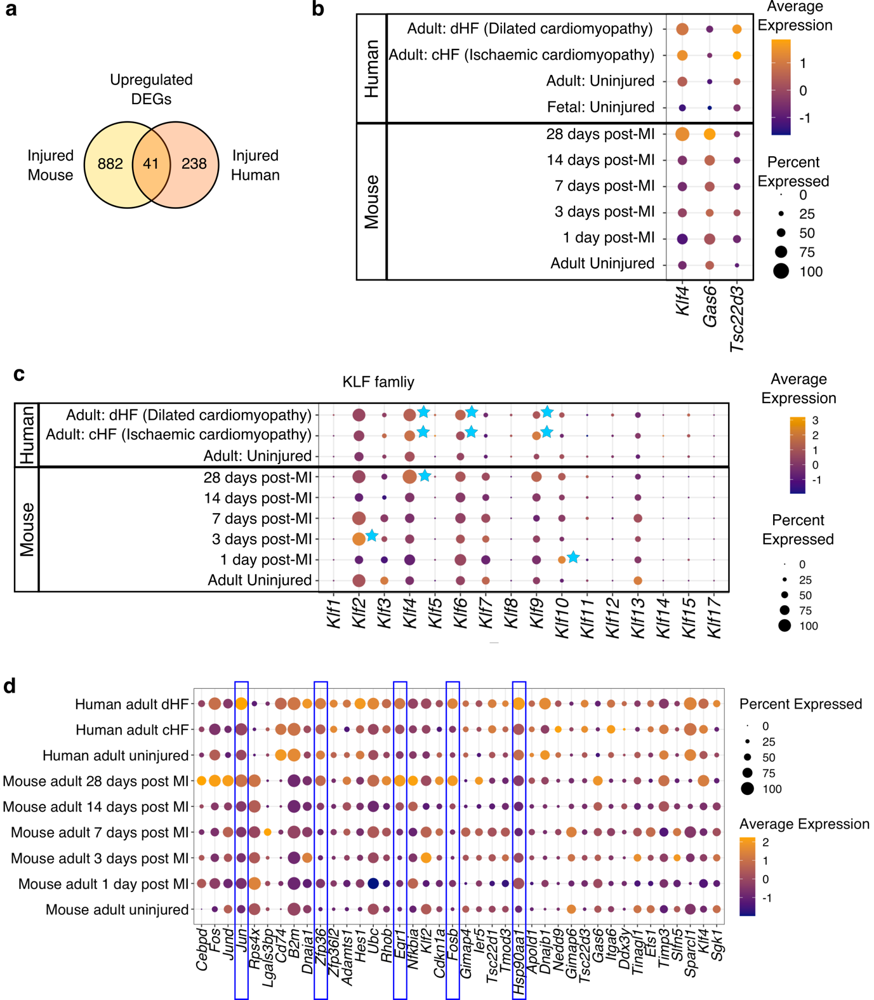 a
Upregulated
DEGs
Injured
Mouse
882
41
238
Injured
Human
b
Human
Adult: dHF (Dilated cardiomyopathy)
Adult: cHF (Ischaemic cardiomyopathy)
Adult: Uninjured
Fetal: Uninjured
Mouse
28 days post-MI
14 days post-MI
7 days post-MI
3 days post-MI
1 day post-MI
Adult Uninjured
Klf4
Gas6
Tsc22d3
Average
Expression
1
0
-1
Percent
Expressed
0
25
50
75
100
c
KLF famliy
Human
Adult: dHF (Dilated cardiomyopathy)
Adult: cHF (Ischaemic cardiomyopathy)
Adult: Uninjured
Mouse
28 days post-MI
14 days post-MI
7 days post-MI
3 days post-MI
1 day post-MI
Adult Uninjured
Klf1
Klf2
Klf3
Klf4
Klf5
Klf6
Klf7
Klf8
Klf9
Klf10
Klf11
Klf12
Klf13
Klf14
Klf15
Klf17
Average
Expression
3
2
1
0
-1
Percent
Expressed
0
25
50
75
100
d
Human adult dHF
Human adult cHF
Human adult uninjured
Mouse adult 28 days post MI
Mouse adult 14 days post MI
Mouse adult 7 days post MI
Mouse adult 3 days post MI
Mouse adult 1 day post MI
Mouse adult uninjured
Cebpd
Fos
Jund
Jun
Rps4x
Lgals3bp
Cd74
B2m
Dnaja1
Zfp36
Zfp36l2
Adamts1
Hes1
Ubc
Rhob
Egr1
Nfkbia
Klf2
Cdkn1a
Fosb
Gimap4
Ier5
Tsc22d1
Tmod3
Hsp90aa1
Apold1
Dnajb1
Nedd9
Gimap6
Tsc22d3
Gas6
Itga6
Ddx3y
Tinagl1
Ets1
Timp3
Slfn5
Sparcl1
Klf4
Sgk1
Percent Expressed
0
25
50
75
100
Average Expression
2
1
0
-1